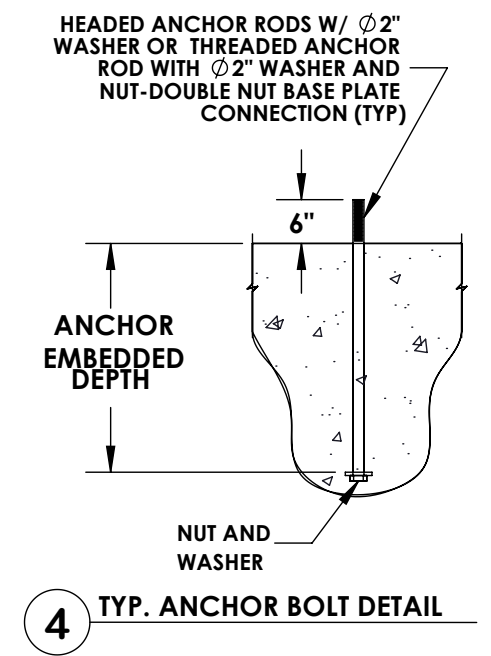 HEADED ANCHOR RODS W/ ∅2"
WASHER OR THREADED ANCHOR
ROD WITH ∅2" WASHER AND
NUT-DOUBLE NUT BASE PLATE
CONNECTION (TYP)
6"
ANCHOR
EMBEDDED
DEPTH
NUT AND
WASHER
4 TYP. ANCHOR BOLT DETAIL